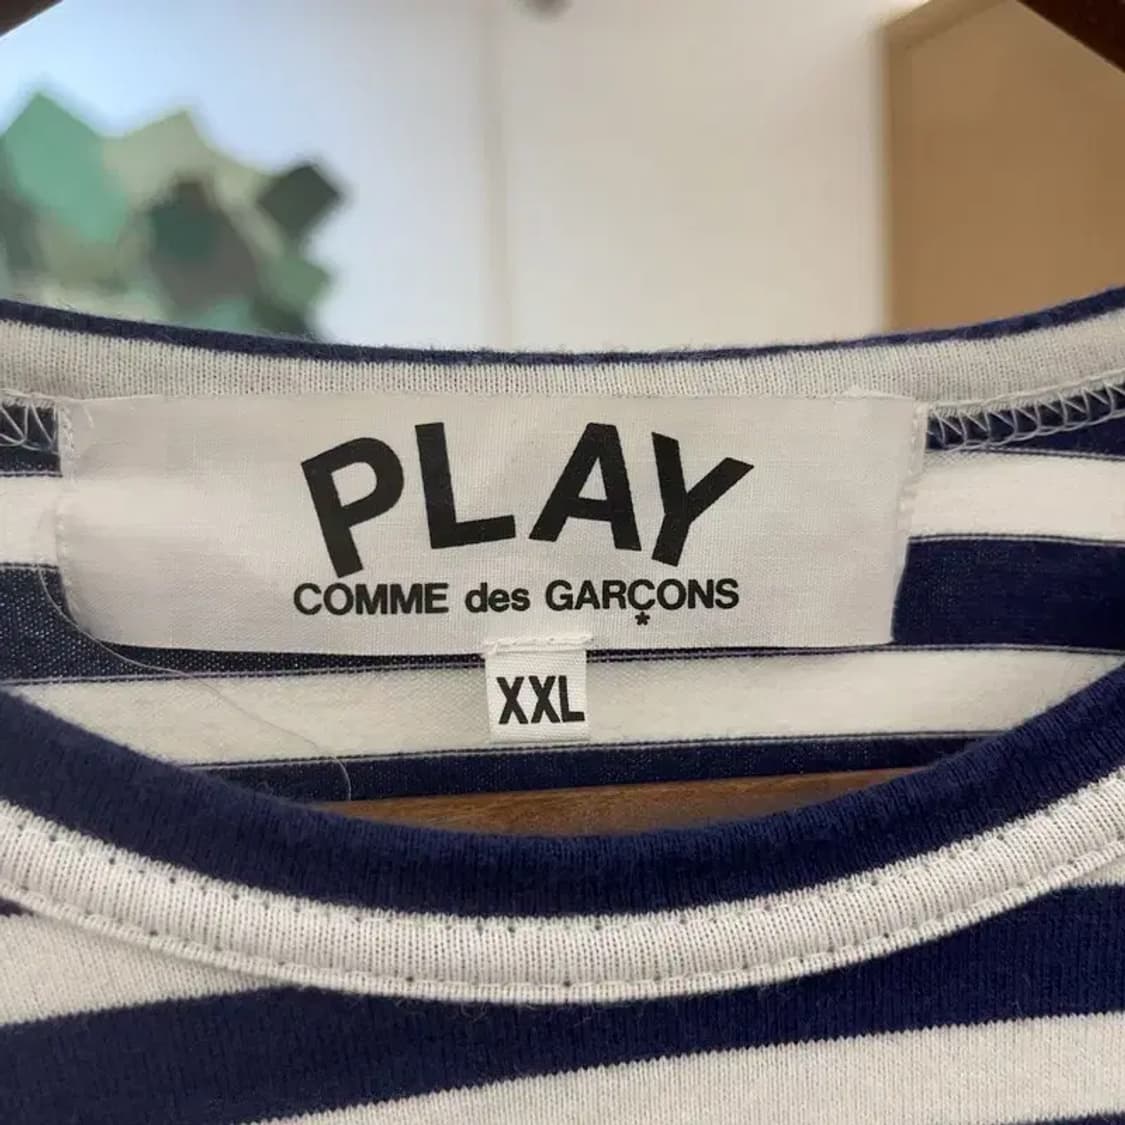 PLAY
COMME des GARÇONS
*
XXL